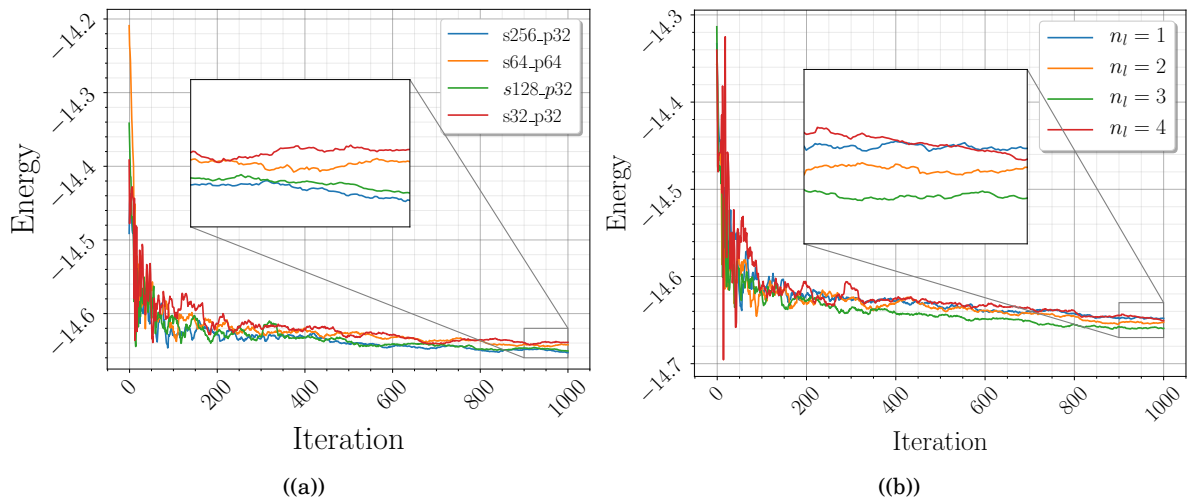 −14.2
−14.3
−14.4
−14.5
−14.6
Energy
s256_p32
s64_p64
s128_p32
s32_p32
0
200
400
600
800
1000
Iteration
((a))
−14.3
−14.4
−14.5
−14.6
−14.7
Energy
n_l = 1
n_l = 2
n_l = 3
n_l = 4
0
200
400
600
800
1000
Iteration
((b))